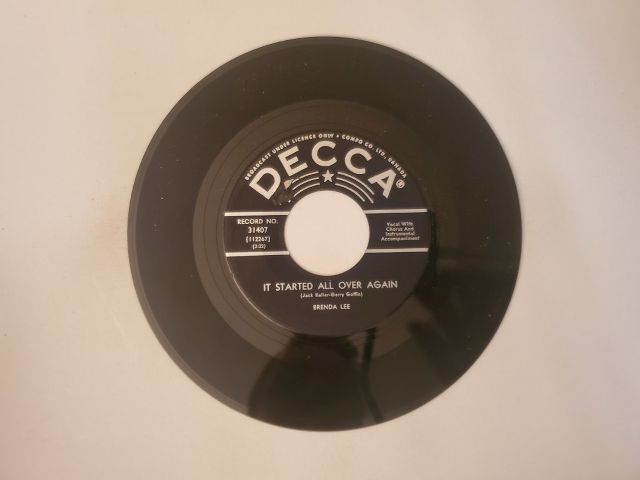 BROADCAST UNDER LICENCE ONLY • COMPO CO. LTD., CANADA
DECCA®
RECORD NO.
31407
[112267]
(2:25)
Vocal With
Chorus And
Instrumental
Accompaniment
IT STARTED ALL OVER AGAIN
(Jack Keller-Gerry Goffin)
BRENDA LEE